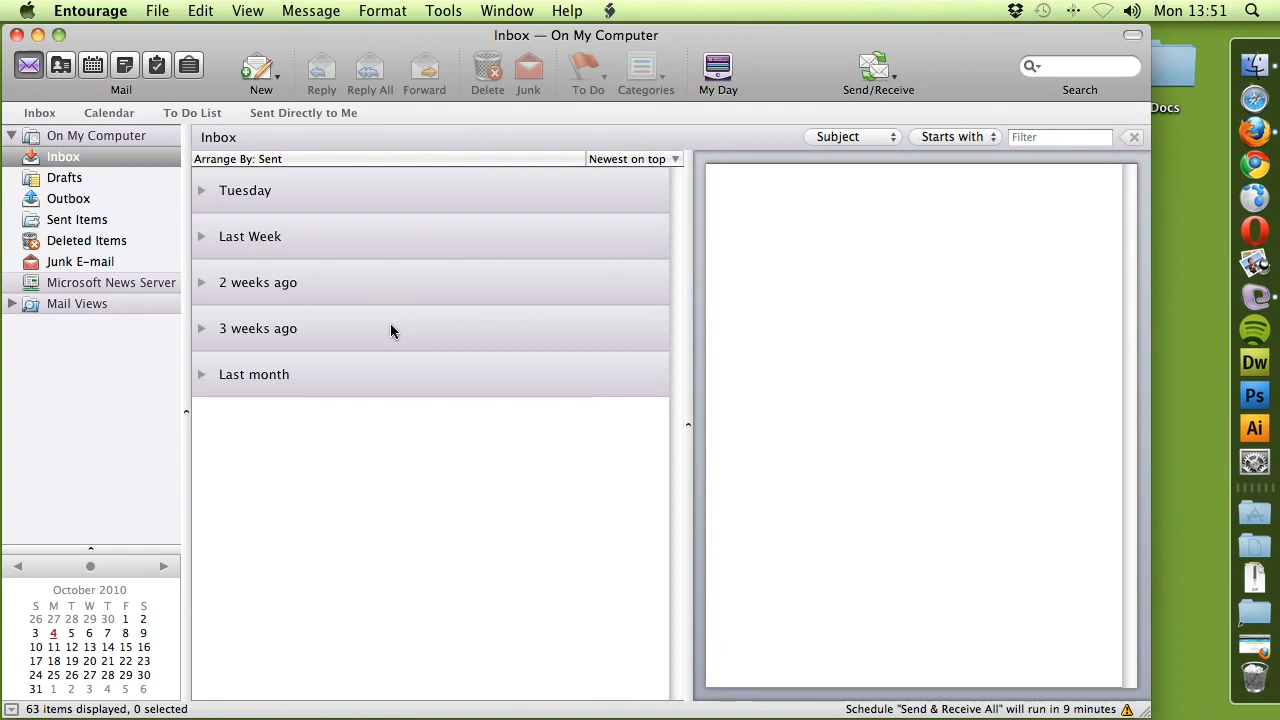 Entourage File Edit View Message Format Tools Window Help Mon 13:51
Inbox — On My Computer
Mail New Reply Reply All Forward Delete Junk To Do Categories My Day Send/Receive Search
Inbox Calendar To Do List Sent Directly to Me
On My Computer
Inbox
Drafts
Outbox
Sent Items
Deleted Items
Junk E-mail
Microsoft News Server
Mail Views
Inbox Subject Starts with Filter
Arrange By: Sent Newest on top
Tuesday
Last Week
2 weeks ago
3 weeks ago
Last month
Docs
Dw
Ps
Ai
October 2010
S M T W T F S
26 27 28 29 30 1 2
3 4 5 6 7 8 9
10 11 12 13 14 15 16
17 18 19 20 21 22 23
24 25 26 27 28 29 30
31 1 2 3 4 5 6
63 items displayed, 0 selected
Schedule "Send & Receive All" will run in 9 minutes